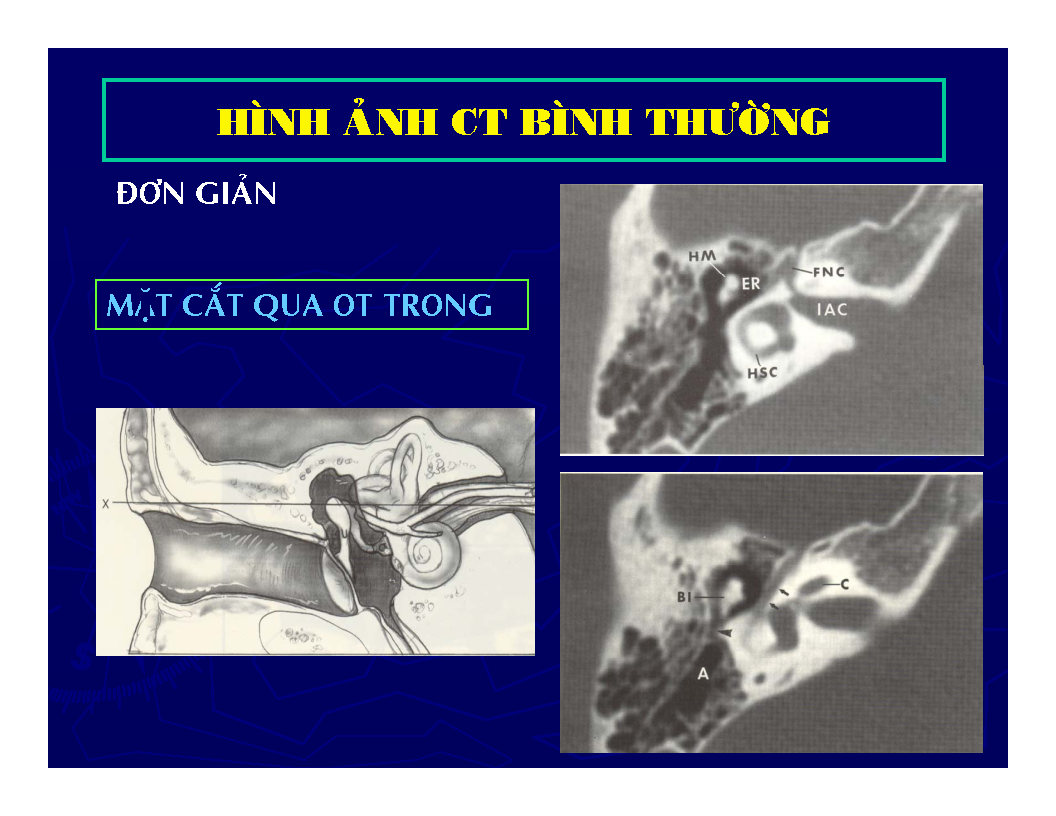 HÌNH ẢNH CT BÌNH THƯỜNG
ĐƠN GIẢN
MẶT CẮT QUA OT TRONG
HM
ER
FNC
IAC
HSC
X
BI
C
A